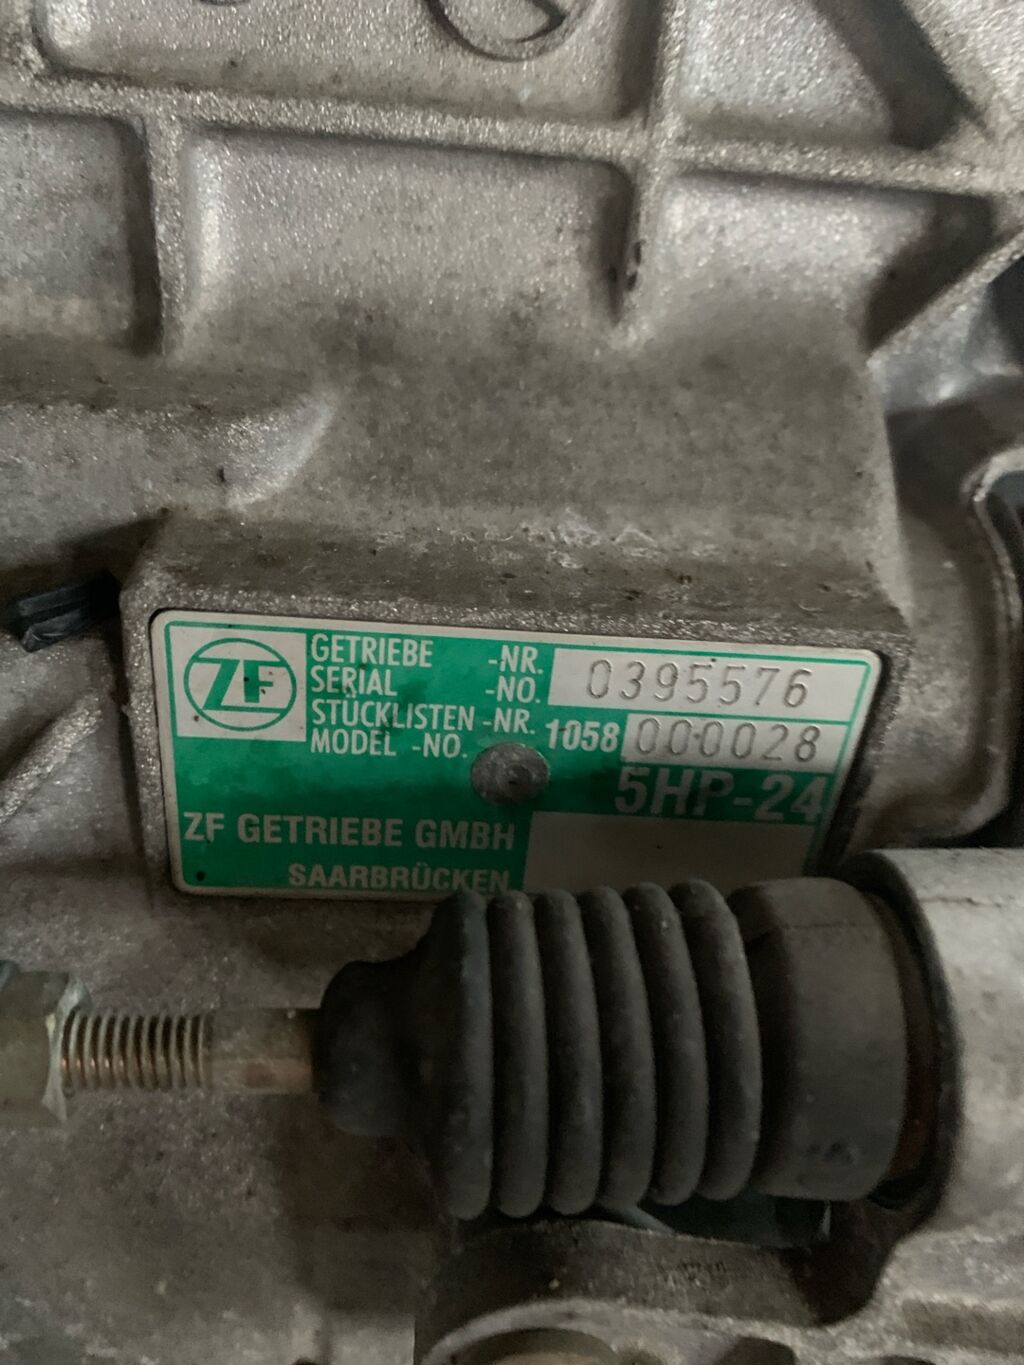 ZF
GETRIEBE -NR. 0395576
SERIAL -NO.
STÜCKLISTEN -NR. 1058 000028
MODEL -NO.
5HP-24
ZF GETRIEBE GMBH
SAARBRÜCKEN